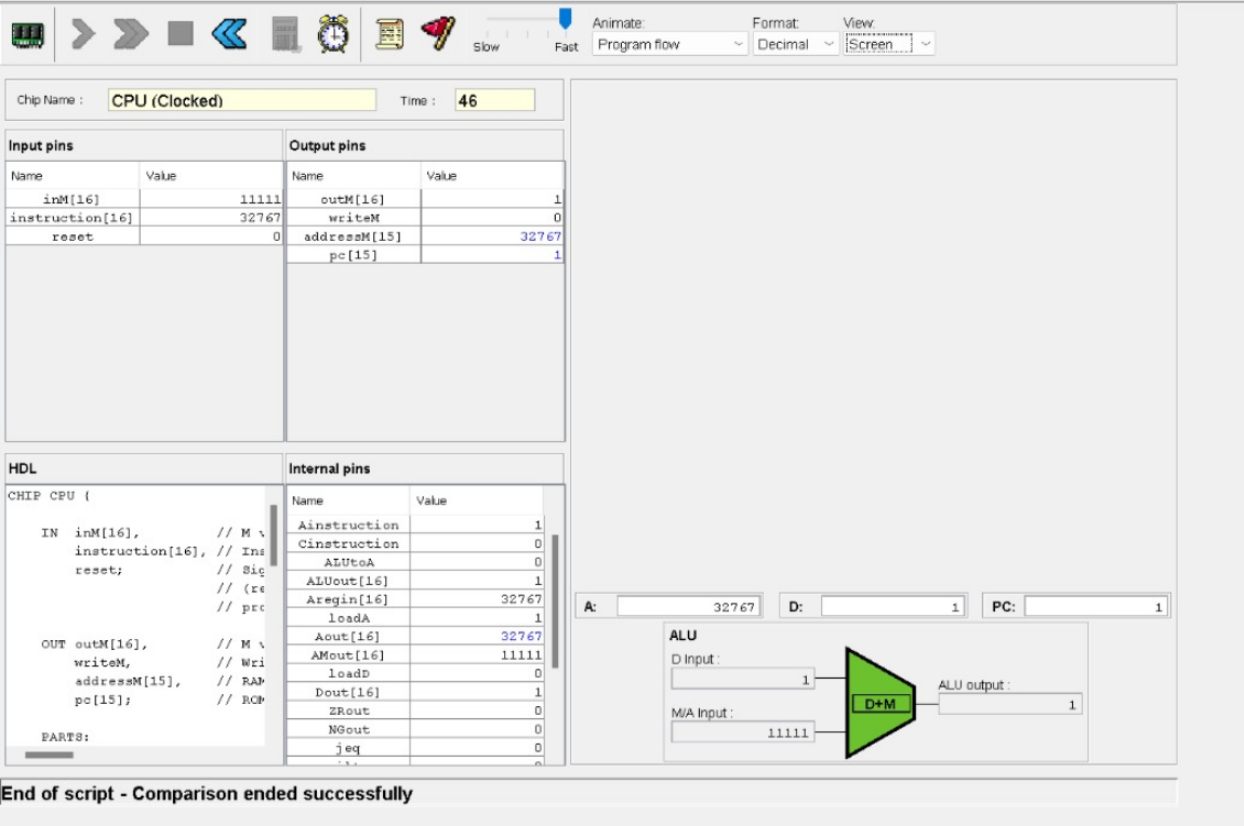 Animate: Format: View:
Slow Fast Program flow Decimal Screen
Chip Name : CPU (Clocked) Time : 46
Input pins Output pins
Name Value Name Value
inM[16] 11111 outM[16] 1
instruction[16] 32767 writeM 0
reset 0 addressM[15] 32767
pc[15] 1
HDL Internal pins
CHIP CPU { Name Value
Ainstruction 1
IN inM[16], // M Cinstruction 0
instruction[16], // Ins ALUtoA 0
reset; // Sig ALUout[16] 1
// (re Aregin[16] 32767
// pro loadA 1
Aout[16] 32767
OUT outM[16], // M AMout[16] 11111
writeM, // Wri loadD 0
addressM[15], // RAM Dout[16] 1
pc[15]; // ROM ZRout 0
NGout 0
PARTS: jeq 0
A: 32767 D: 1 PC: 1
ALU
D Input : 1
D+M
ALU output : 1
M/A Input : 11111
End of script - Comparison ended successfully